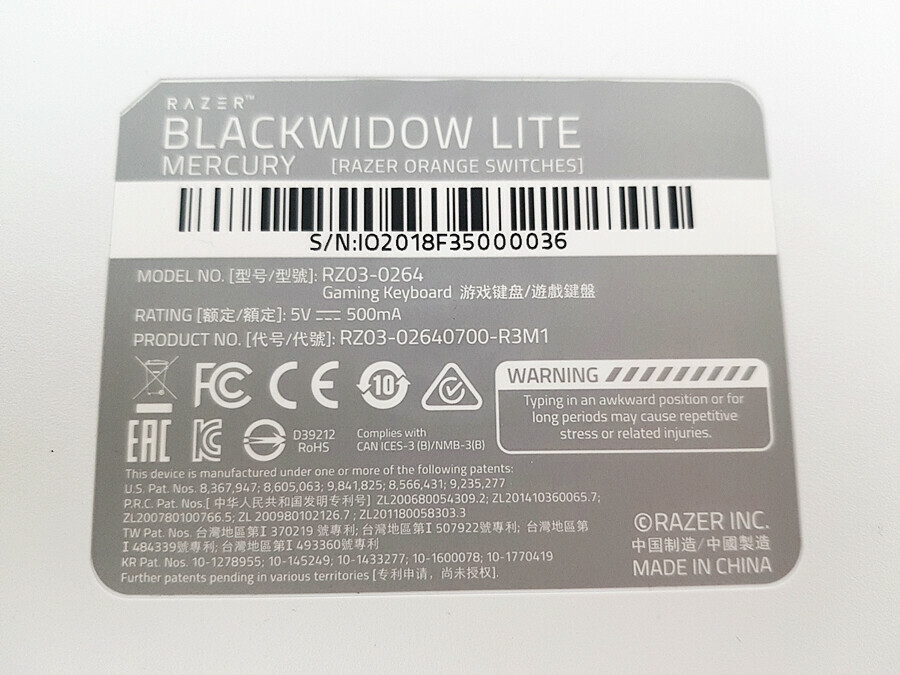 RAZER™
BLACKWIDOW LITE
MERCURY [RAZER ORANGE SWITCHES]
S/N:IO2018F35000036
MODEL NO. [型号/型號]: RZ03-0264
Gaming Keyboard 游戏键盘/遊戲鍵盤
RATING [额定/額定]: 5V ⎓ 500mA
PRODUCT NO. [代号/代號]: RZ03-02640700-R3M1
FC CE 10
WARNING
Typing in an awkward position or for
long periods may cause repetitive
stress or related injuries.
EAC KC D39212
RoHS
Complies with
CAN ICES-3 (B)/NMB-3(B)
This device is manufactured under one or more of the following patents:
U.S. Pat. Nos. 8,367,947; 8,605,063; 9,841,825; 8,566,431; 9,235,277
P.R.C. Pat. Nos.[ 中华人民共和国发明专利号] ZL200680054309.2; ZL201410360065.7;
ZL200780100766.5; ZL 200980102126.7 ; ZL201180058303.3
TW Pat. Nos. 台灣地區第I 370219 號專利; 台灣地區第I 507922號專利; 台灣地區第
I 484339號專利; 台灣地區第I 493360號專利
KR Pat. Nos. 10-1278955; 10-145249; 10-1433277; 10-1600078; 10-1770419
Further patents pending in various territories [专利申请，尚未授权].
©RAZER INC.
中国制造/中國製造
MADE IN CHINA